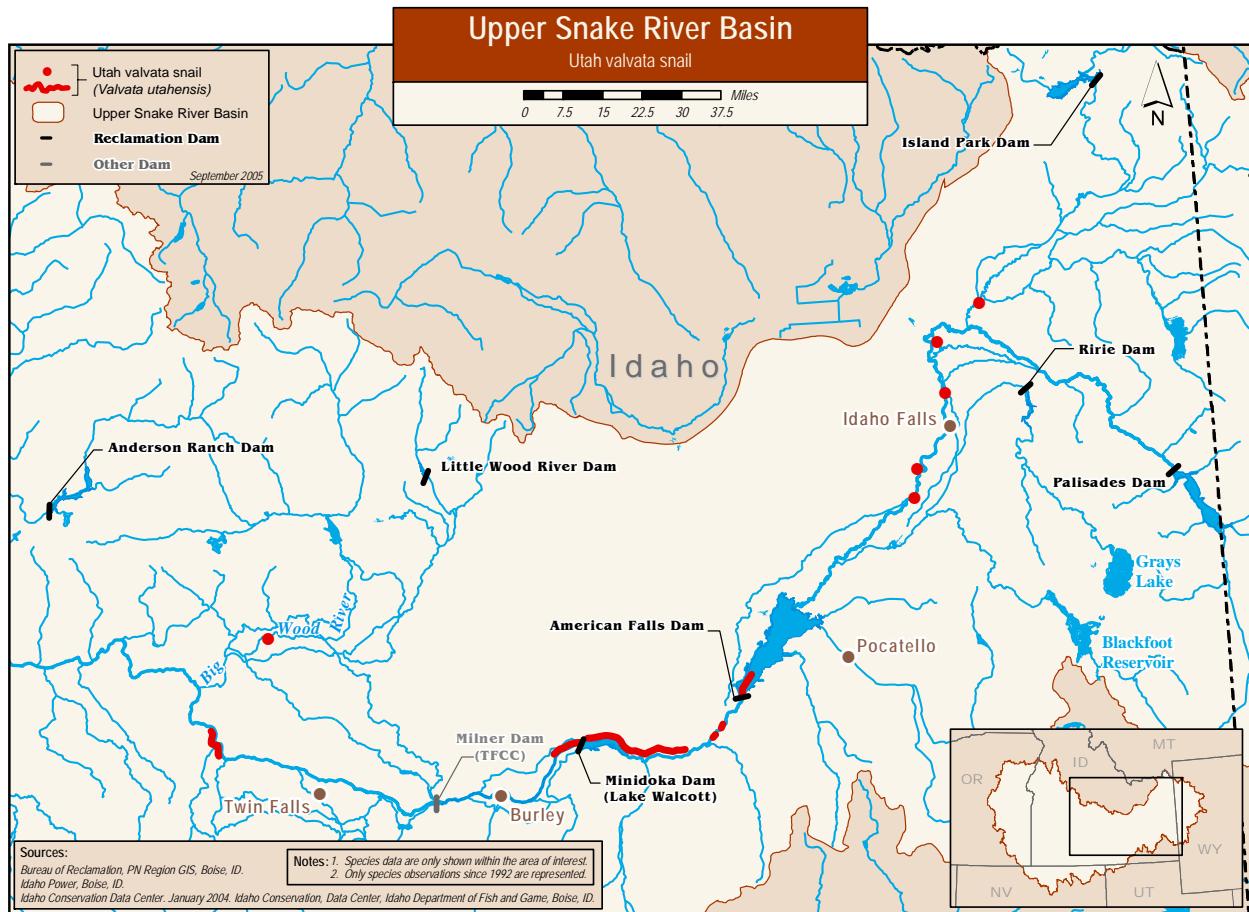 Upper Snake River Basin
Utah valvata snail
Miles
0 7.5 15 22.5 30 37.5
Utah valvata snail
(Valvata utahensis)
Upper Snake River Basin
Reclamation Dam
Other Dam
September 2005
N
Island Park Dam
Idaho
Ririe Dam
Idaho Falls
Anderson Ranch Dam
Little Wood River Dam
Palisades Dam
Grays
Lake
Big Wood River
American Falls Dam
Pocatello
Blackfoot
Reservoir
Milner Dam
(TFCC)
Minidoka Dam
(Lake Walcott)
Twin Falls
Burley
MT
ID
OR
WY
NV
UT
Sources:
Bureau of Reclamation, PN Region GIS, Boise, ID.
Idaho Power, Boise, ID.
Idaho Conservation Data Center. January 2004. Idaho Conservation, Data Center, Idaho Department of Fish and Game, Boise, ID.
Notes: 1. Species data are only shown within the area of interest.
2. Only species observations since 1992 are represented.